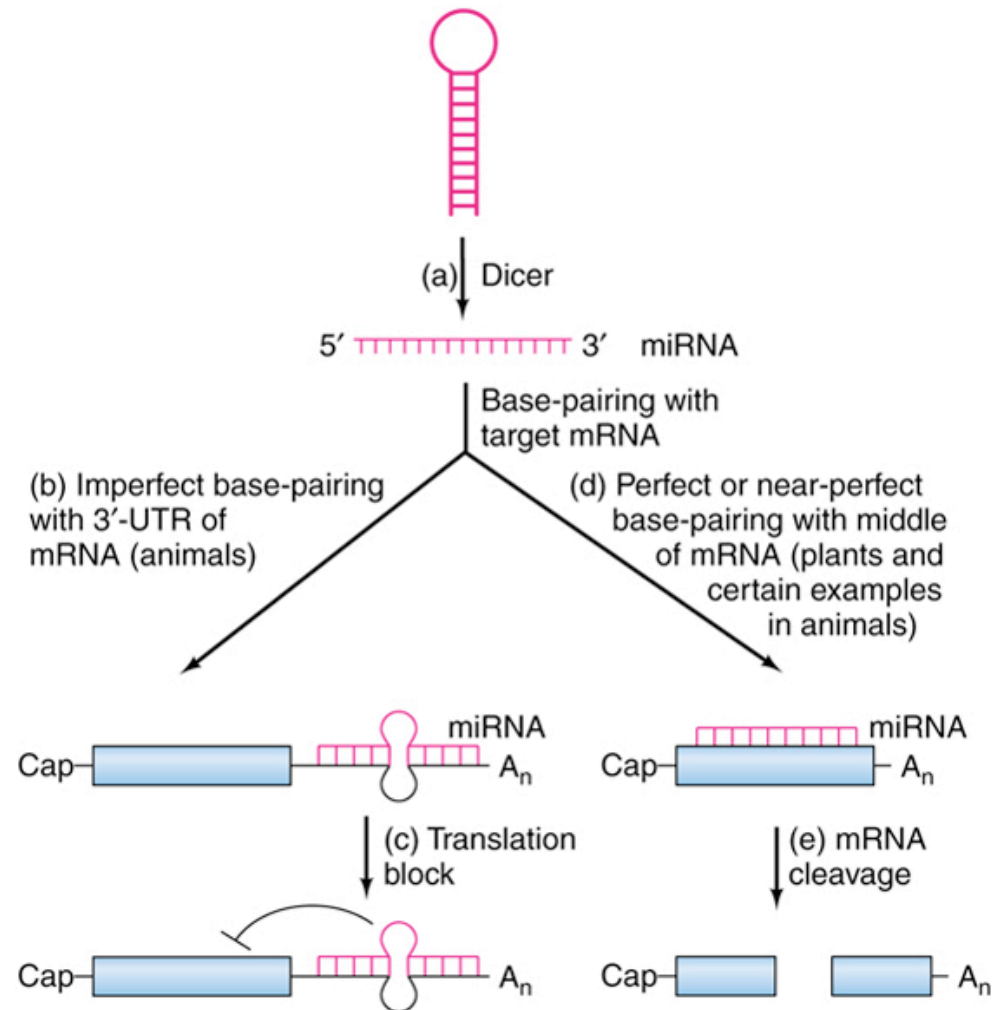 (a) Dicer
5′ 3′ miRNA
Base-pairing with
target mRNA
(b) Imperfect base-pairing
with 3′-UTR of
mRNA (animals)
(d) Perfect or near-perfect
base-pairing with middle
of mRNA (plants and
certain examples
in animals)
miRNA
Cap An
miRNA
Cap An
(c) Translation
block
(e) mRNA
cleavage
Cap An
Cap An